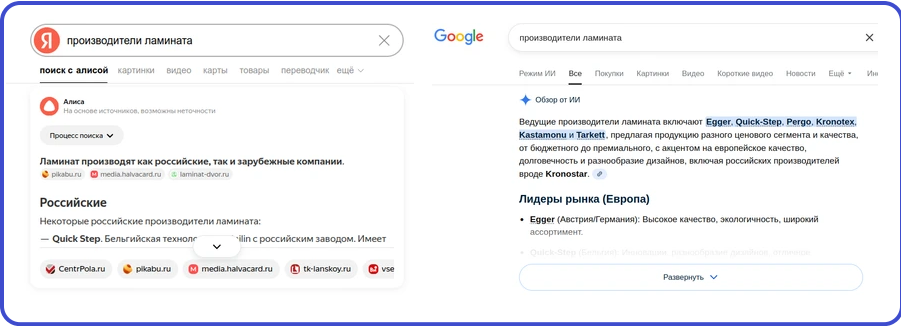 Я производители ламината
поиск с алисой картинки видео карты товары переводчик ещё
Алиса
На основе источников, возможны неточности
Процесс поиска
Ламинат производят как российские, так и зарубежные компании.
pikabu.ru media.halvacard.ru laminat-dvor.ru
Российские
Некоторые российские производители ламината:
— Quick Step. Бельгийская с российским заводом. Имеет
CentrPola.ru pikabu.ru media.halvacard.ru tk-lanskoy.ru vse
Google производители ламината
Режим ИИ Все Покупки Картинки Видео Короткие видео Новости Ещё Инс
Обзор от ИИ
Ведущие производители ламината включают Egger, Quick-Step, Pergo, Kronotex,
Kastamonu и Tarkett, предлагая продукцию разного ценового сегмента и качества,
от бюджетного до премиального, с акцентом на европейское качество,
долговечность и разнообразие дизайнов, включая российских производителей
вроде Kronostar.
Лидеры рынка (Европа)
Egger (Австрия/Германия): Высокое качество, экологичность, широкий
ассортимент.
Quick-Step
Развернуть